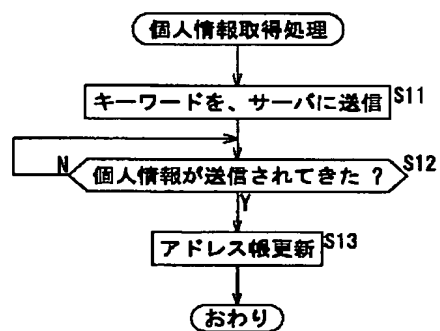 個人情報取得処理
キーワードを、サーバに送信 S11
個人情報が送信されてきた ? S12
N
Y
アドレス帳更新 S13
おわり